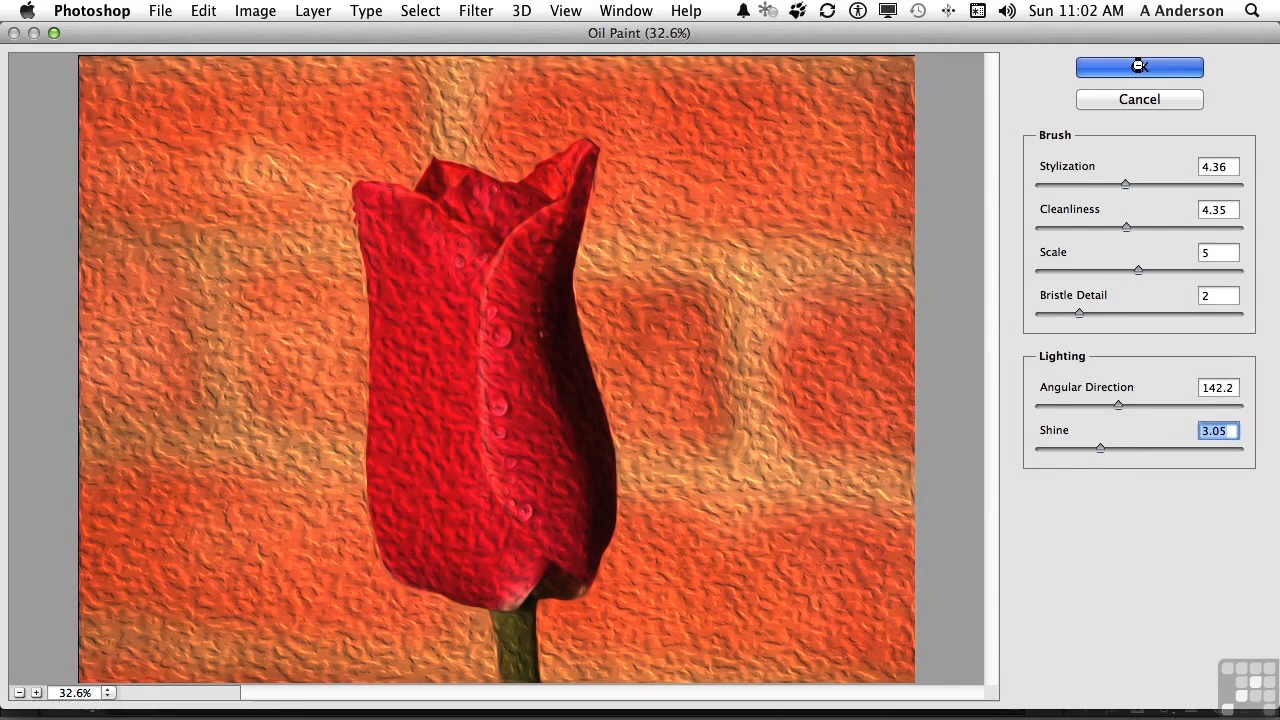 Photoshop File Edit Image Layer Type Select Filter 3D View Window Help Sun 11:02 AM A Anderson
Oil Paint (32.6%)
Cancel
Brush
Stylization 4.36
Cleanliness 4.35
Scale 5
Bristle Detail 2
Lighting
Angular Direction 142.2
Shine 3.05
32.6%